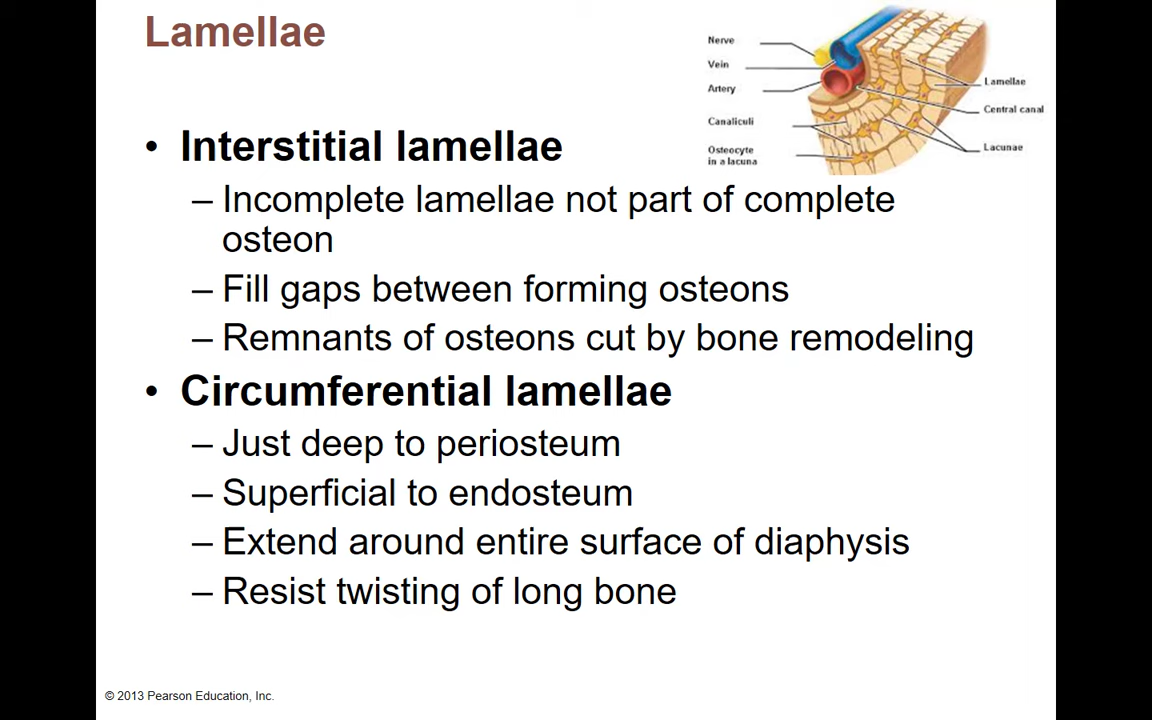 Lamellae
Nerve
Vein
Artery
Canaliculi
Osteocyte
in a lacuna
Lamellae
Central canal
Lacunae
• Interstitial lamellae
– Incomplete lamellae not part of complete
osteon
– Fill gaps between forming osteons
– Remnants of osteons cut by bone remodeling
• Circumferential lamellae
– Just deep to periosteum
– Superficial to endosteum
– Extend around entire surface of diaphysis
– Resist twisting of long bone
© 2013 Pearson Education, Inc.